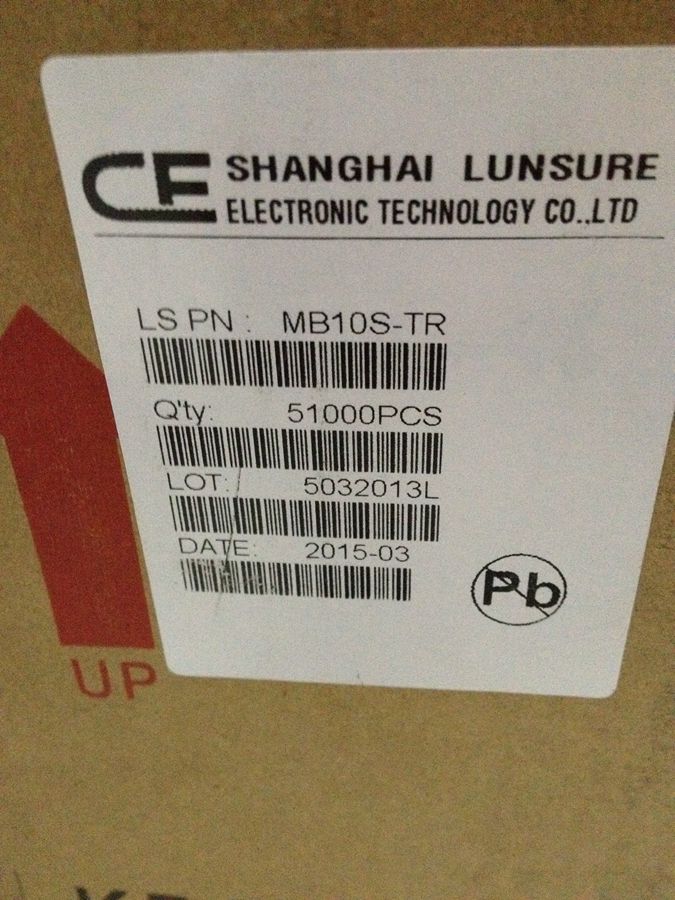 CE SHANGHAI LUNSURE
ELECTRONIC TECHNOLOGY CO.,LTD
LS PN : MB10S-TR
Q'ty: 51000PCS
LOT: 5032013L
DATE: 2015-03
Pb
UP